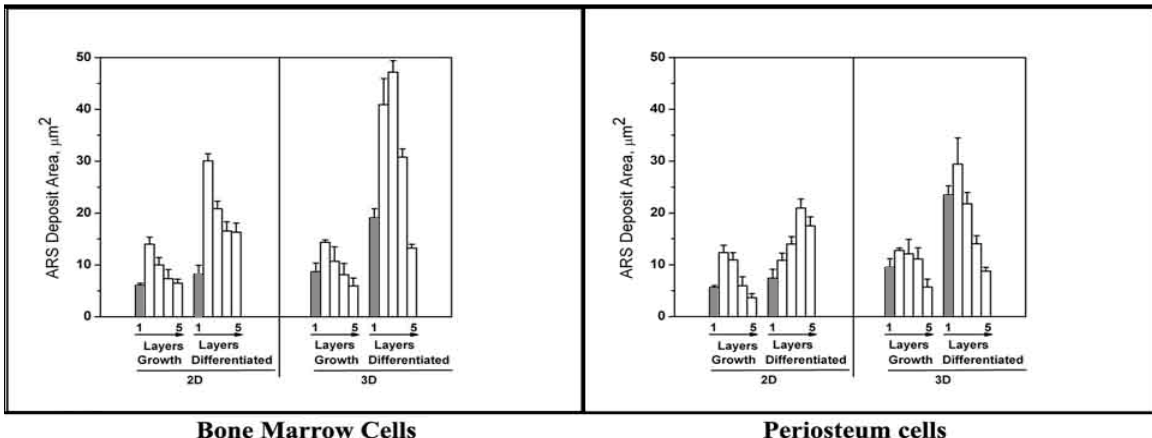 50
40
30
20
10
0
ARS Deposit Area, μm²
1 5 1 5 1 5 1 5
Layers Layers Layers Layers
Growth Differentiated Growth Differentiated
2D 3D
Bone Marrow Cells
50
40
30
20
10
0
ARS Deposit Area, μm²
1 5 1 5 1 5 1 5
Layers Layers Layers Layers
Growth Differentiated Growth Differentiated
2D 3D
Periosteum cells